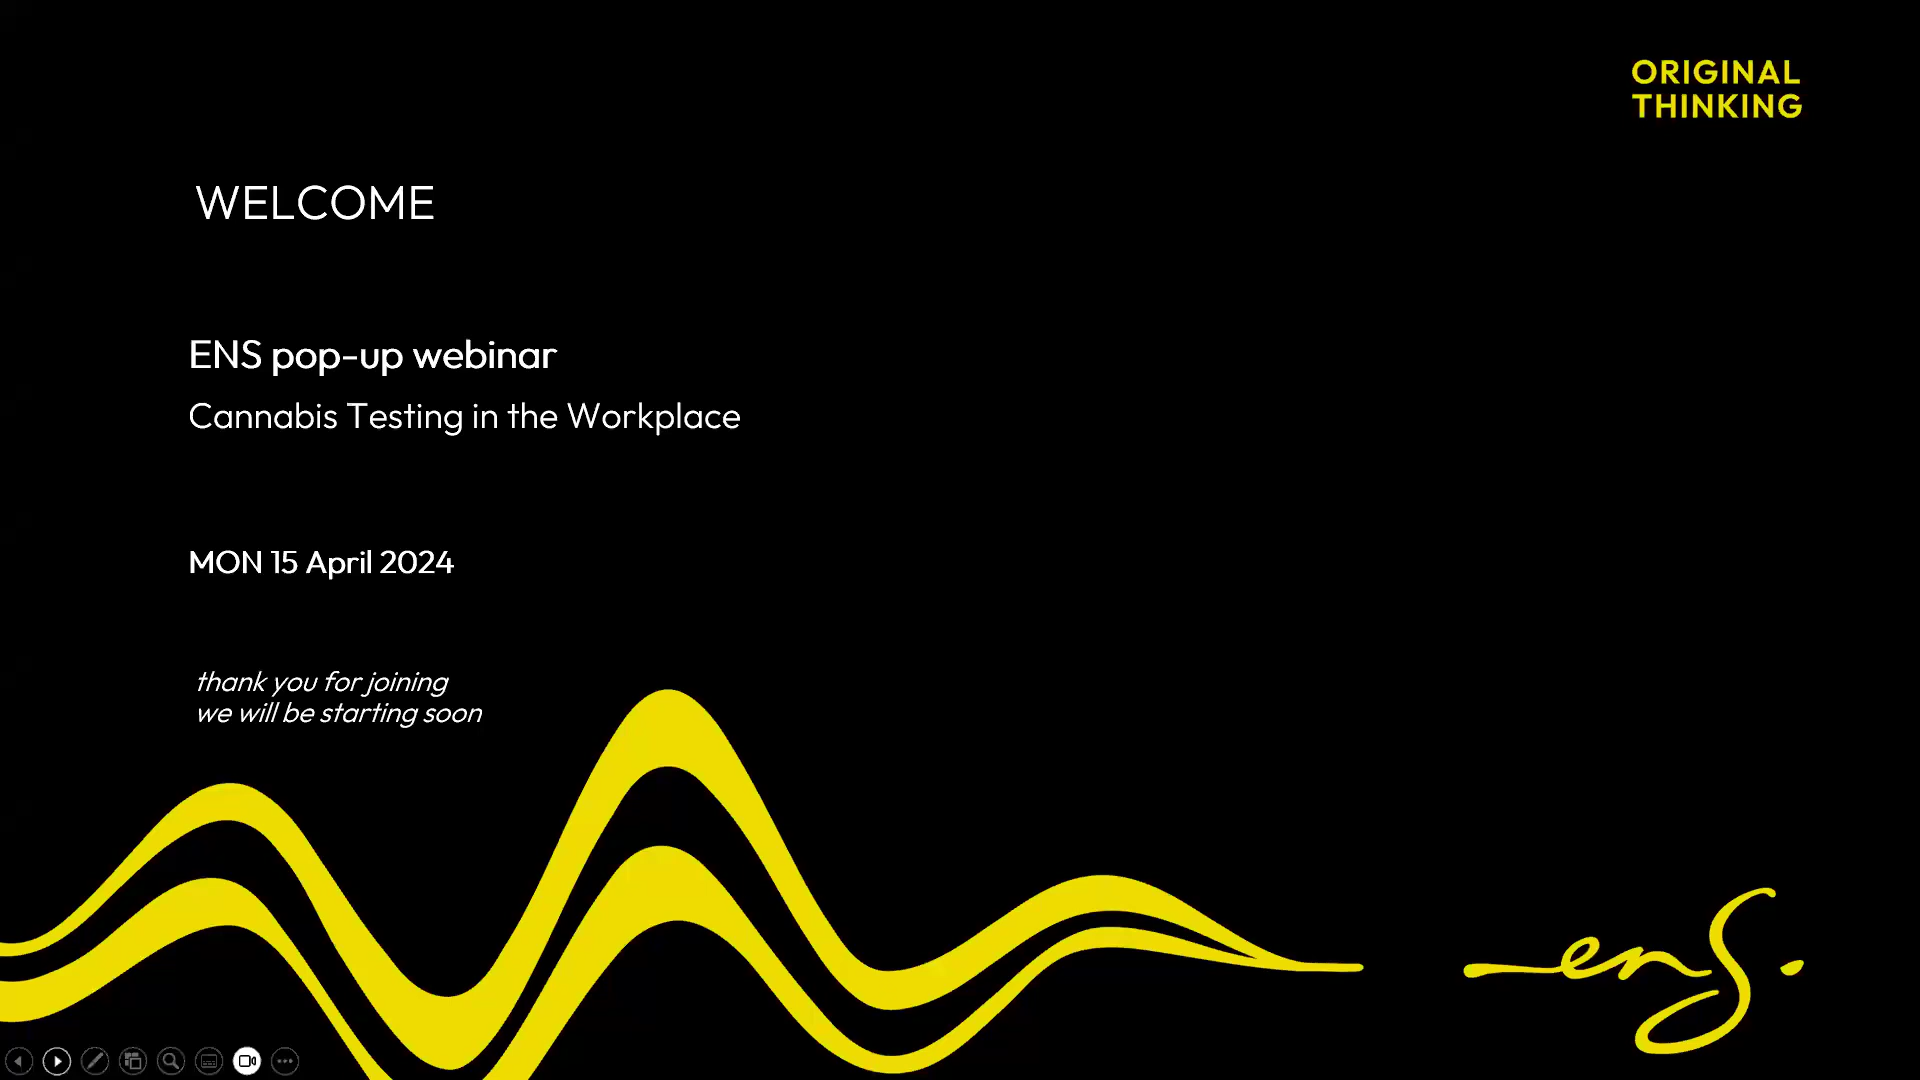 ORIGINAL
THINKING
WELCOME
ENS pop-up webinar
Cannabis Testing in the Workplace
MON 15 April 2024
thank you for joining
we will be starting soon
ens.